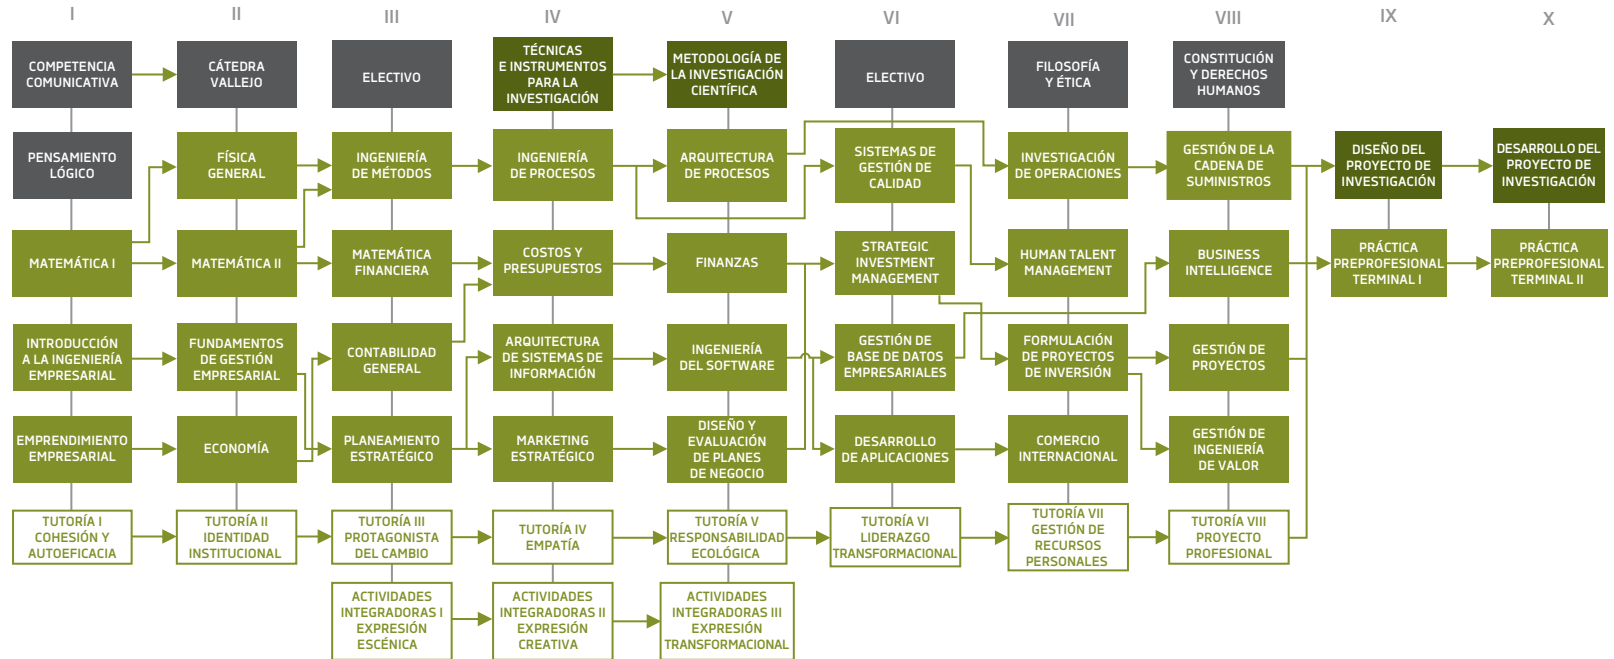 I
II
III
IV
V
VI
VII
VIII
IX
X
COMPETENCIA
COMUNICATIVA
CÁTEDRA
VALLEJO
ELECTIVO
TÉCNICAS
E INSTRUMENTOS
PARA LA
INVESTIGACIÓN
METODOLOGÍA DE
LA INVESTIGACIÓN
CIENTÍFICA
ELECTIVO
FILOSOFÍA
Y ÉTICA
CONSTITUCIÓN
Y DERECHOS
HUMANOS
PENSAMIENTO
LÓGICO
FÍSICA
GENERAL
INGENIERÍA
DE MÉTODOS
INGENIERÍA
DE PROCESOS
ARQUITECTURA
DE PROCESOS
SISTEMAS DE
GESTIÓN DE
CALIDAD
INVESTIGACIÓN
DE OPERACIONES
GESTIÓN DE LA
CADENA DE
SUMINISTROS
DISEÑO DEL
PROYECTO DE
INVESTIGACIÓN
DESARROLLO DEL
PROYECTO DE
INVESTIGACIÓN
MATEMÁTICA I
MATEMÁTICA II
MATEMÁTICA
FINANCIERA
COSTOS Y
PRESUPUESTOS
FINANZAS
STRATEGIC
INVESTMENT
MANAGEMENT
HUMAN TALENT
MANAGEMENT
BUSINESS
INTELLIGENCE
PRÁCTICA
PREPROFESIONAL
TERMINAL I
PRÁCTICA
PREPROFESIONAL
TERMINAL II
INTRODUCCIÓN
A LA INGENIERÍA
EMPRESARIAL
FUNDAMENTOS
DE GESTIÓN
EMPRESARIAL
CONTABILIDAD
GENERAL
ARQUITECTURA
DE SISTEMAS DE
INFORMACIÓN
INGENIERÍA
DEL SOFTWARE
GESTIÓN DE
BASE DE DATOS
EMPRESARIALES
FORMULACIÓN
DE PROYECTOS
DE INVERSIÓN
GESTIÓN DE
PROYECTOS
EMPRENDIMIENTO
EMPRESARIAL
ECONOMÍA
PLANEAMIENTO
ESTRATÉGICO
MARKETING
ESTRATÉGICO
DISEÑO Y
EVALUACIÓN
DE PLANES
DE NEGOCIO
DESARROLLO
DE APLICACIONES
COMERCIO
INTERNACIONAL
GESTIÓN DE
INGENIERÍA
DE VALOR
TUTORÍA I
COHESIÓN Y
AUTOEFICACIA
TUTORÍA II
IDENTIDAD
INSTITUCIONAL
TUTORÍA III
PROTAGONISTA
DEL CAMBIO
TUTORÍA IV
EMPATÍA
TUTORÍA V
RESPONSABILIDAD
ECOLÓGICA
TUTORÍA VI
LIDERAZGO
TRANSFORMACIONAL
TUTORÍA VII
GESTIÓN DE
RECURSOS
PERSONALES
TUTORÍA VIII
PROYECTO
PROFESIONAL
ACTIVIDADES
INTEGRADORAS I
EXPRESIÓN
ESCÉNICA
ACTIVIDADES
INTEGRADORAS II
EXPRESIÓN
CREATIVA
ACTIVIDADES
INTEGRADORAS III
EXPRESIÓN
TRANSFORMACIONAL